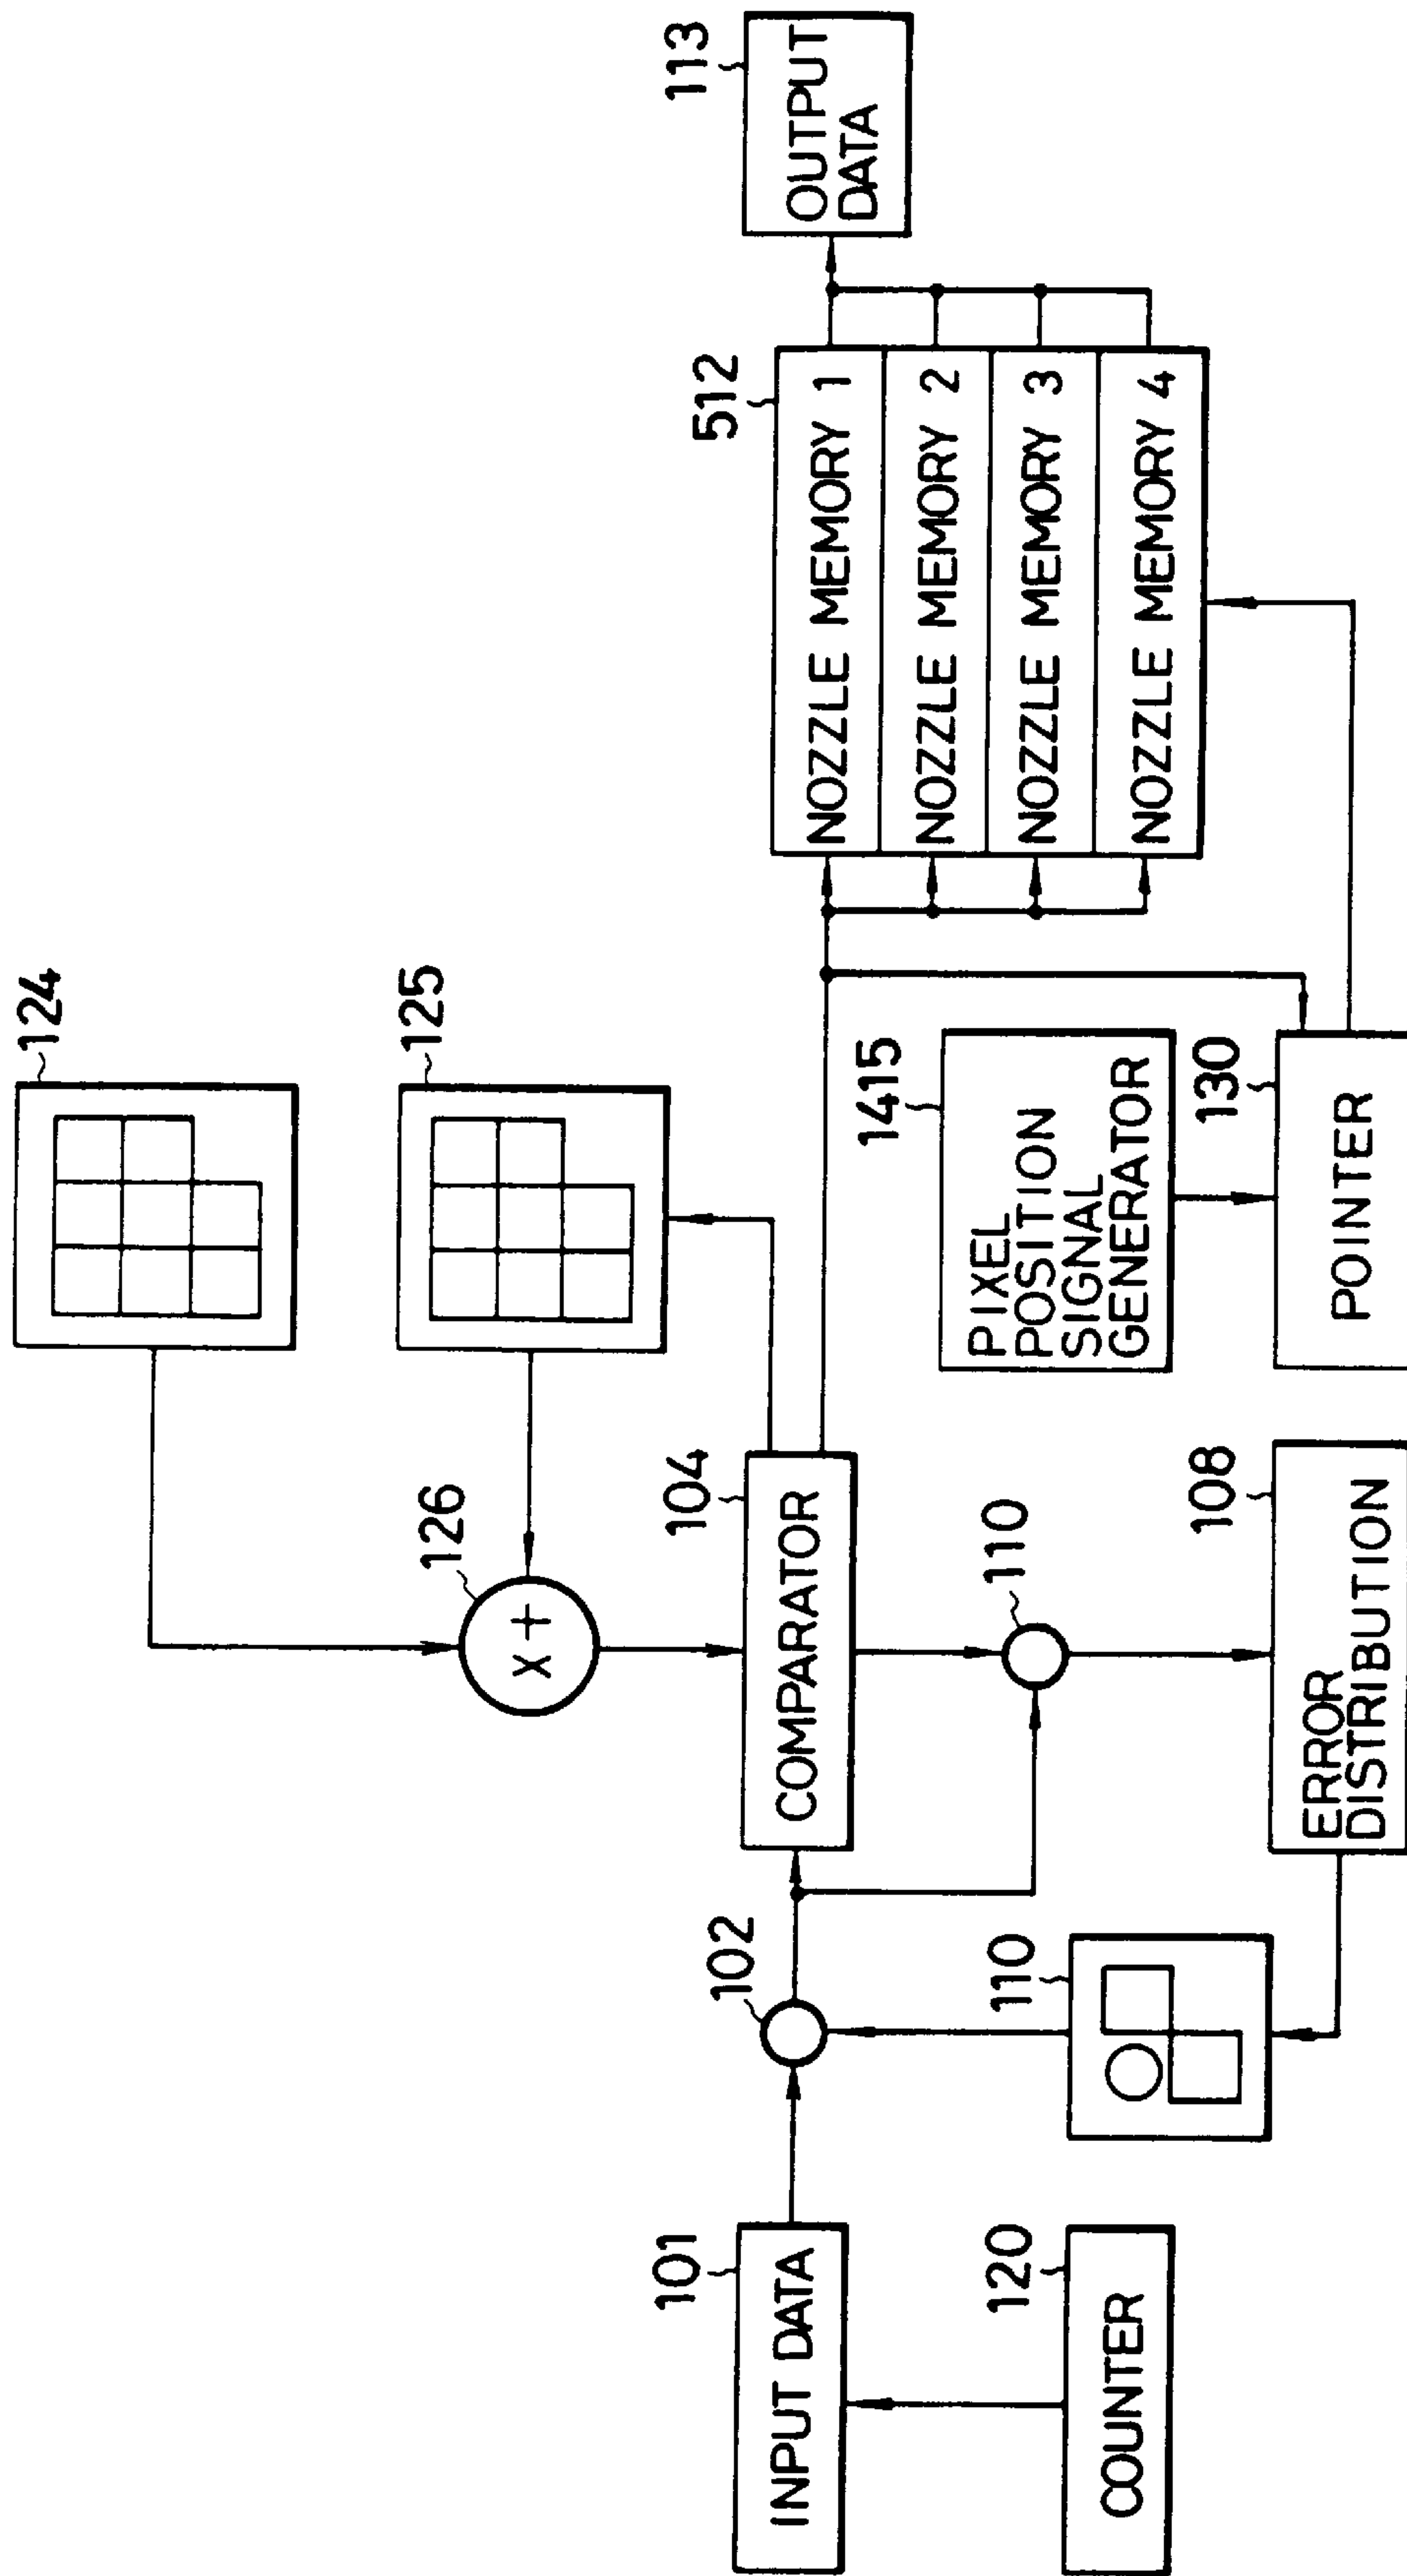 124
125
126
101
INPUT DATA
102
104
COMPARATOR
512
NOZZLE MEMORY 1
NOZZLE MEMORY 2
NOZZLE MEMORY 3
NOZZLE MEMORY 4
113
OUTPUT
DATA
120
COUNTER
110
110
108
ERROR
DISTRIBUTION
1415
PIXEL
POSITION
SIGNAL
GENERATOR
130
POINTER
x +